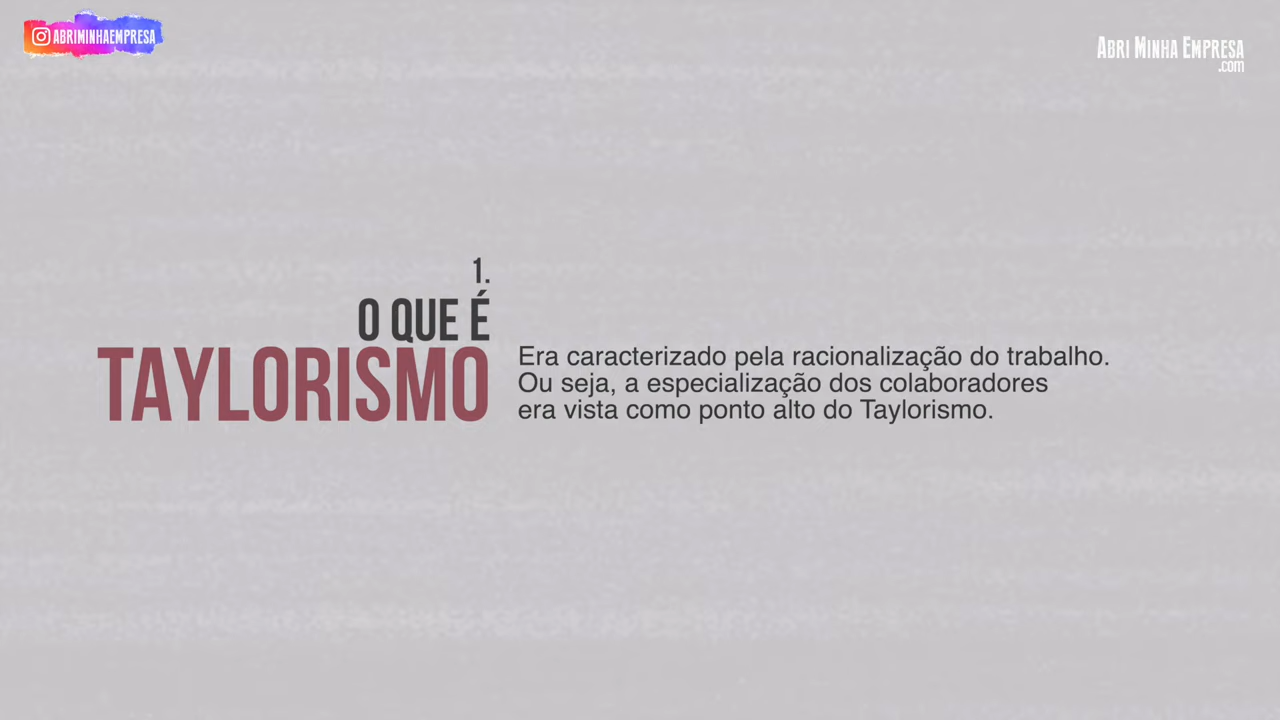 ABRIMINHAEMPRESA
ABRI MINHA EMPRESA
.com
1.
O QUE É
TAYLORISMO
Era caracterizado pela racionalização do trabalho.
Ou seja, a especialização dos colaboradores
era vista como ponto alto do Taylorismo.